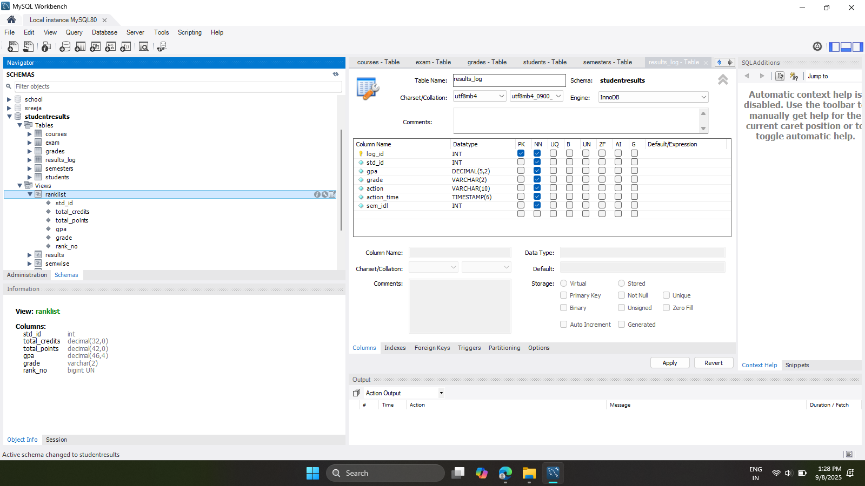 MySQL Workbench
Local instance MySQL80
File Edit View Query Database Server Tools Scripting Help
Navigator
SCHEMAS
Filter objects
school
sreeja
studentresults
Tables
courses
exam
grades
results_log
semesters
students
Views
ranklist
std_id
total_credits
total_points
gpa
grade
rank_no
results
semwise
Administration Schemas
Information
View: ranklist
Columns:
std_id int
total_credits decimal(32,0)
total_points decimal(42,0)
gpa decimal(46,4)
grade varchar(2)
rank_no bigint UN
Object Info Session
Active schema changed to studentresults
courses - Table exam - Table grades - Table students - Table semesters - Table results_log - Table
Table Name: results_log Schema: studentresults
Charset/Collation: utf8mb4 utf8mb4_0900_ Engine: InnoDB
Comments:
Column Name Datatype PK NN UQ B UN ZF AI G Default/Expression
log_id INT
std_id INT
gpa DECIMAL(5,2)
grade VARCHAR(2)
action VARCHAR(10)
action_time TIMESTAMP(6)
sem_idl INT
Column Name: Data Type:
Charset/Collation: Default:
Comments: Storage: Virtual Stored
Primary Key Not Null Unique
Binary Unsigned Zero Fill
Auto Increment Generated
Columns Indexes Foreign Keys Triggers Partitioning Options
Apply Revert
Output
Action Output
# Time Action Message Duration / Fetch
SQLAdditions
Jump to
Automatic context help is
disabled. Use the toolbar to
manually get help for the
current caret position or to
toggle automatic help.
Context Help Snippets
Search
ENG
IN
1:28 PM
9/8/2025